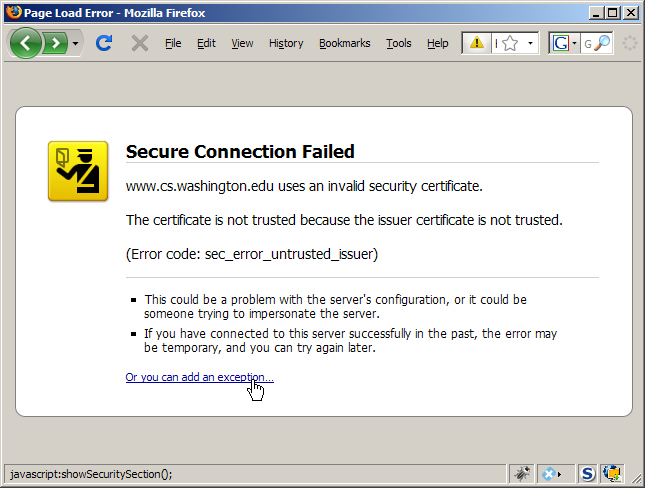 Page Load Error - Mozilla Firefox
File Edit View History Bookmarks Tools Help
Secure Connection Failed
www.cs.washington.edu uses an invalid security certificate.
The certificate is not trusted because the issuer certificate is not trusted.
(Error code: sec_error_untrusted_issuer)
This could be a problem with the server's configuration, or it could be
someone trying to impersonate the server.
If you have connected to this server successfully in the past, the error may
be temporary, and you can try again later.
Or you can add an exception...
javascript:showSecuritySection();